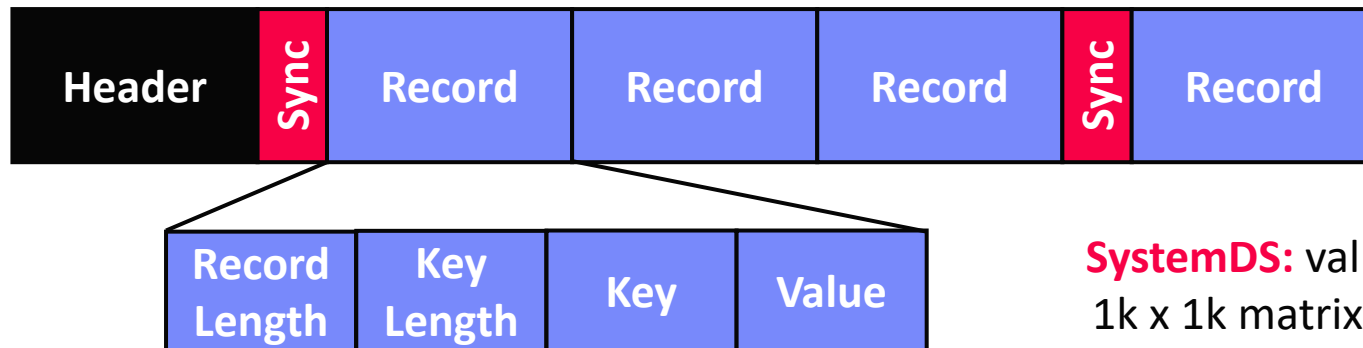 Header Sync Record Record Record Sync Record
Record Key
Length Length Key Value
SystemDS: val
1k x 1k matrix